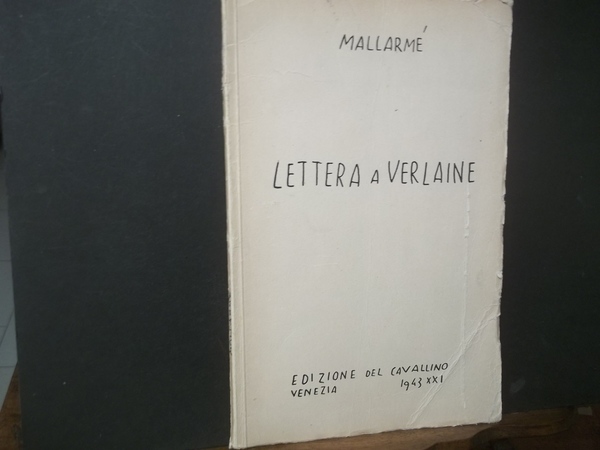 MALLARMÉ
LETTERA A VERLAINE
EDIZIONE DEL CAVALLINO
VENEZIA 1943 XXI